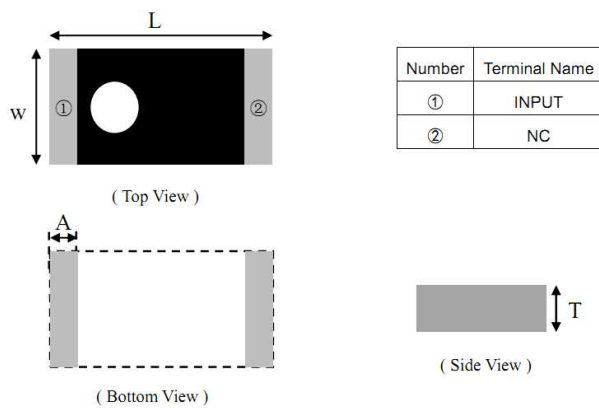 L
W
①
②
( Top View )
Number Terminal Name
① INPUT
② NC
A
( Bottom View )
T
( Side View )